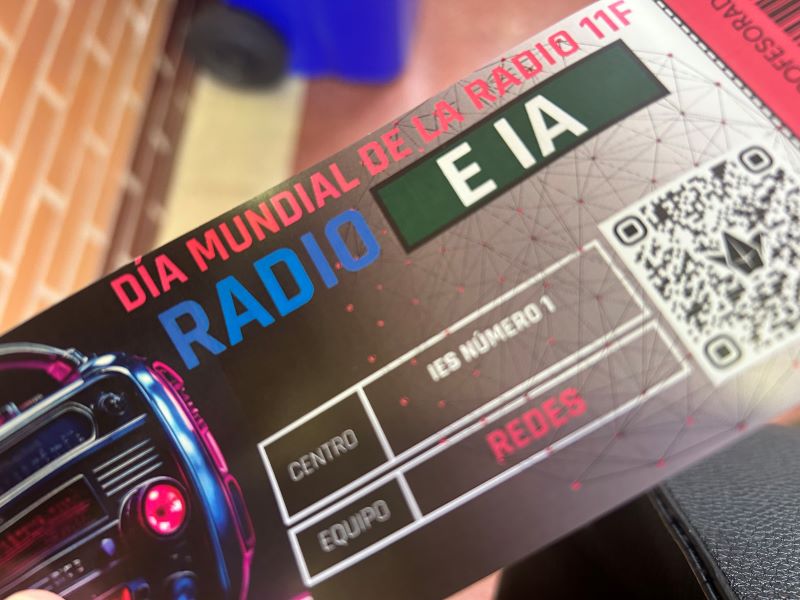 DÍA MUNDIAL DE LA RADIO 11F
RADIO E IA
CENTRO IES NÚMERO 1
EQUIPO REDES